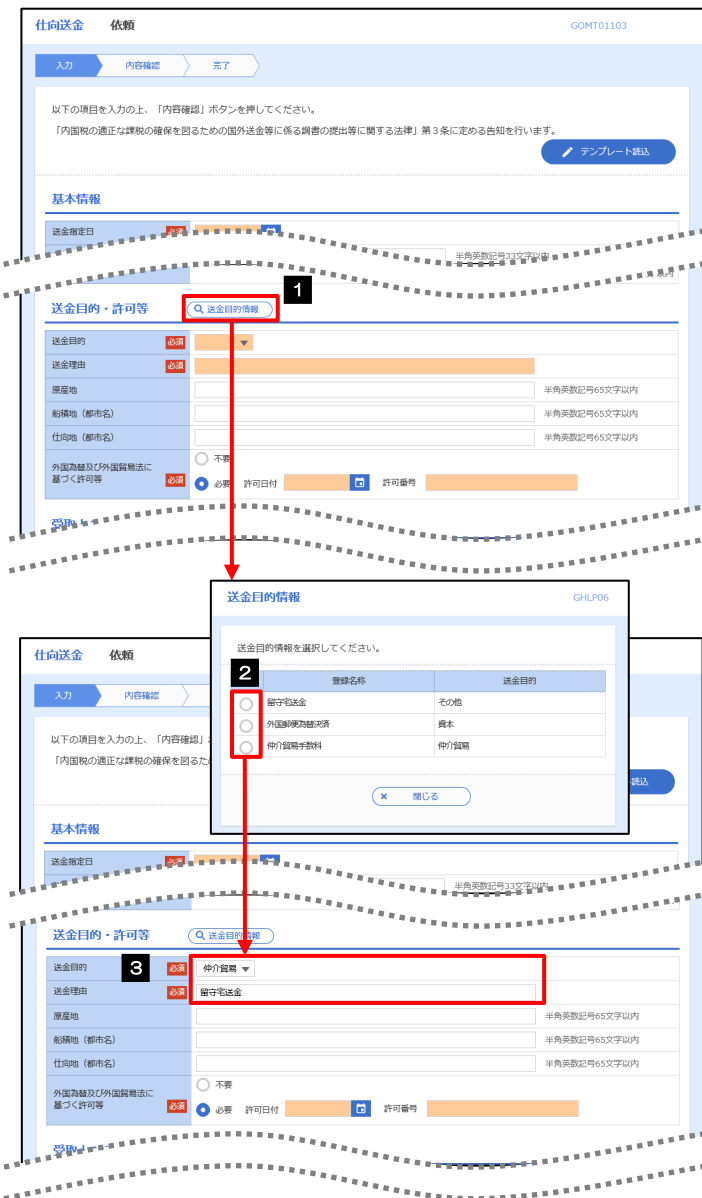 仕向送金 依頼 GOMT01103
入力 内容確認 完了
以下の項目を入力の上、「内容確認」ボタンを押してください。
「内国税の適正な課税の確保を図るための国外送金等に係る調書の提出等に関する法律」第３条に定める告知を行います。
テンプレート読込
基本情報
送金指定日 必須
半角英数記号33文字以内
1
送金目的・許可等 送金目的情報
送金目的 必須
送金理由 必須
原産地 半角英数記号65文字以内
船積地（都市名） 半角英数記号65文字以内
仕向地（都市名） 半角英数記号65文字以内
不要
外国為替及び外国貿易法に
基づく許可等 必須 必要 許可日付 許可番号
送金目的情報 GHLP06
送金目的情報を選択してください。
2
登録名称 送金目的
留守宅送金 その他
外国郵便為替決済 資本
仲介貿易手数料 仲介貿易
× 閉じる
仕向送金 依頼
入力 内容確認
以下の項目を入力の上、「内容確認」
「内国税の適正な課税の確保を図るた
読込
基本情報
送金指定日 必須
半角英数記号33文字以内
送金目的・許可等 送金目的情報
3
送金目的 必須 仲介貿易
送金理由 必須 留守宅送金
原産地 半角英数記号65文字以内
船積地（都市名） 半角英数記号65文字以内
仕向地（都市名） 半角英数記号65文字以内
不要
外国為替及び外国貿易法に
基づく許可等 必須 必要 許可日付 許可番号